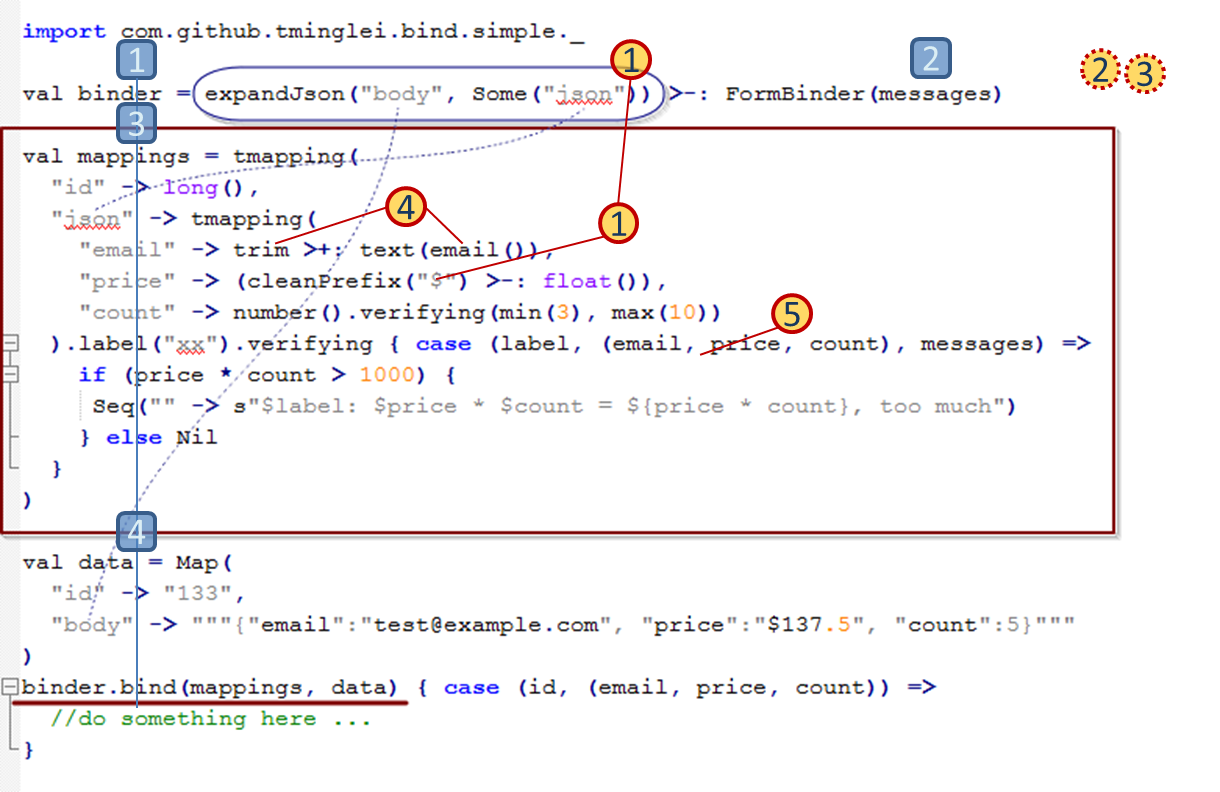 import com.github.tminglei.bind.simple._
1 1 2 2 3
val binder = expandJson("body", Some("json")) >-: FormBinder(messages)
3
val mappings = tmapping(
"id" -> long(),
4
"json" -> tmapping( 1
"email" -> trim >+: text(email()),
"price" -> (cleanPrefix("$") >-: float()),
"count" -> number().verifying(min(3), max(10))
5
).label("xx").verifying { case (label, (email, price, count), messages) =>
if (price * count > 1000) {
Seq("" -> s"$label: $price * $count = ${price * count}, too much")
} else Nil
}
)
4
val data = Map(
"id" -> "133",
"body" -> """{"email":"test@example.com", "price":"$137.5", "count":5}"""
)
binder.bind(mappings, data) { case (id, (email, price, count)) =>
//do something here ...
}